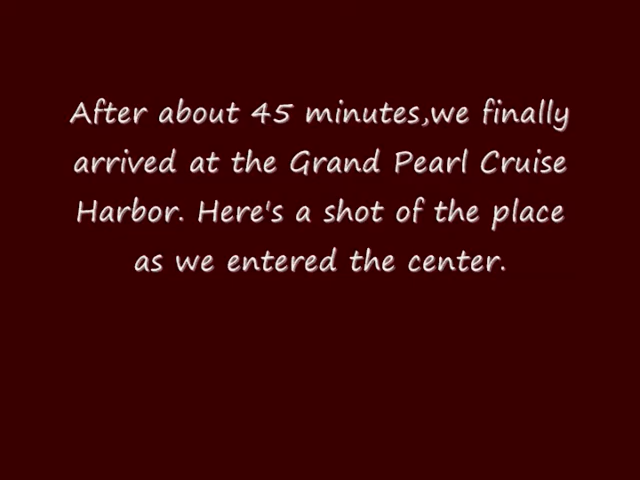 After about 45 minutes,we finally
arrived at the Grand Pearl Cruise
Harbor. Here's a shot of the place
as we entered the center.